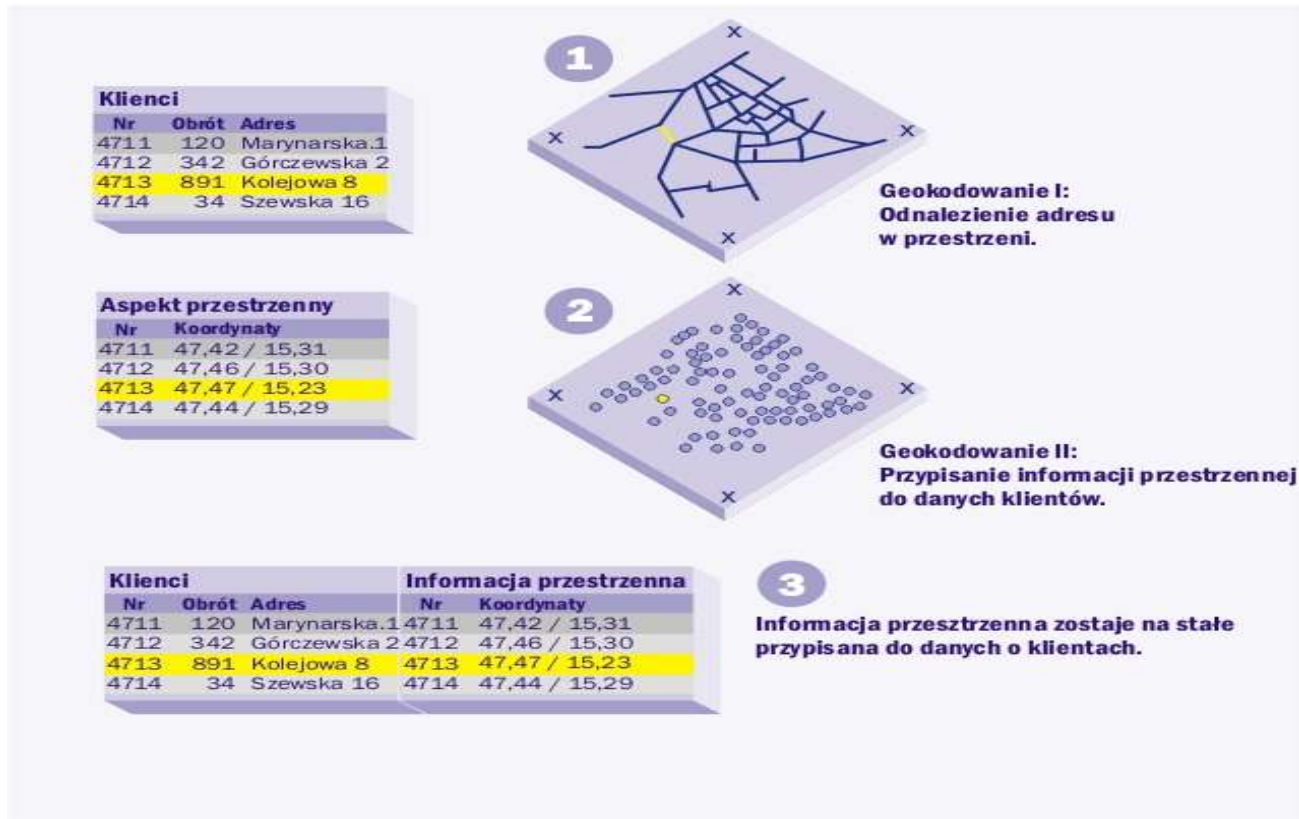 1
Klienci
Nr Obrót Adres
4711 120 Marynarska.1
4712 342 Górczewska 2
4713 891 Kolejowa 8
4714 34 Szewska 16
X
X
X
X
Geokodowanie I:
Odnalezienie adresu
w przestrzeni.
Aspekt przestrzenny
Nr Koordynaty
4711 47,42 / 15,31
4712 47,46 / 15,30
4713 47,47 / 15,23
4714 47,44 / 15,29
2
X
X
X
X
Geokodowanie II:
Przypisanie informacji przestrzennej
do danych klientów.
Klienci Informacja przestrzenna
Nr Obrót Adres Nr Koordynaty
4711 120 Marynarska.1 4711 47,42 / 15,31
4712 342 Górczewska 2 4712 47,46 / 15,30
4713 891 Kolejowa 8 4713 47,47 / 15,23
4714 34 Szewska 16 4714 47,44 / 15,29
3
Informacja przesztrzenna zostaje na stałe
przypisana do danych o klientach.